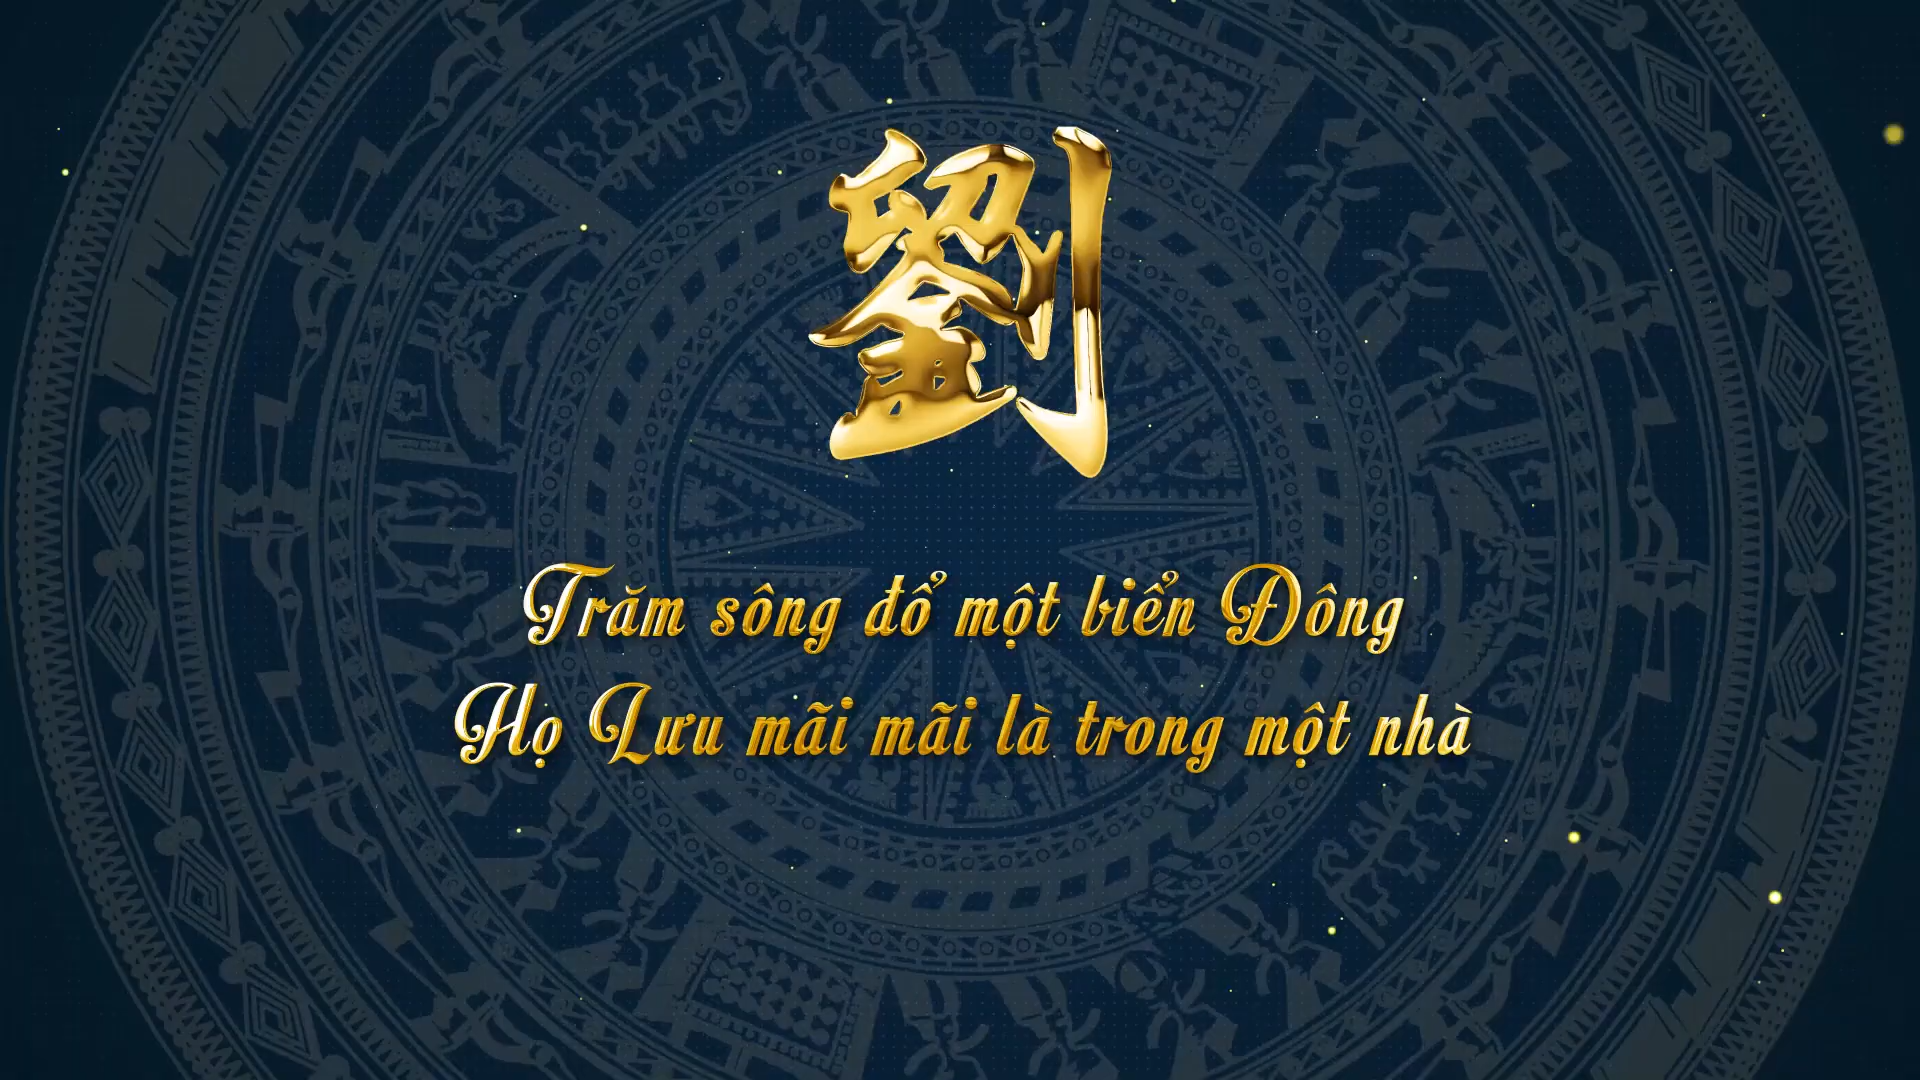 劉
Trăm sông đổ một biển Đông
Họ Lưu mãi mãi là trong một nhà